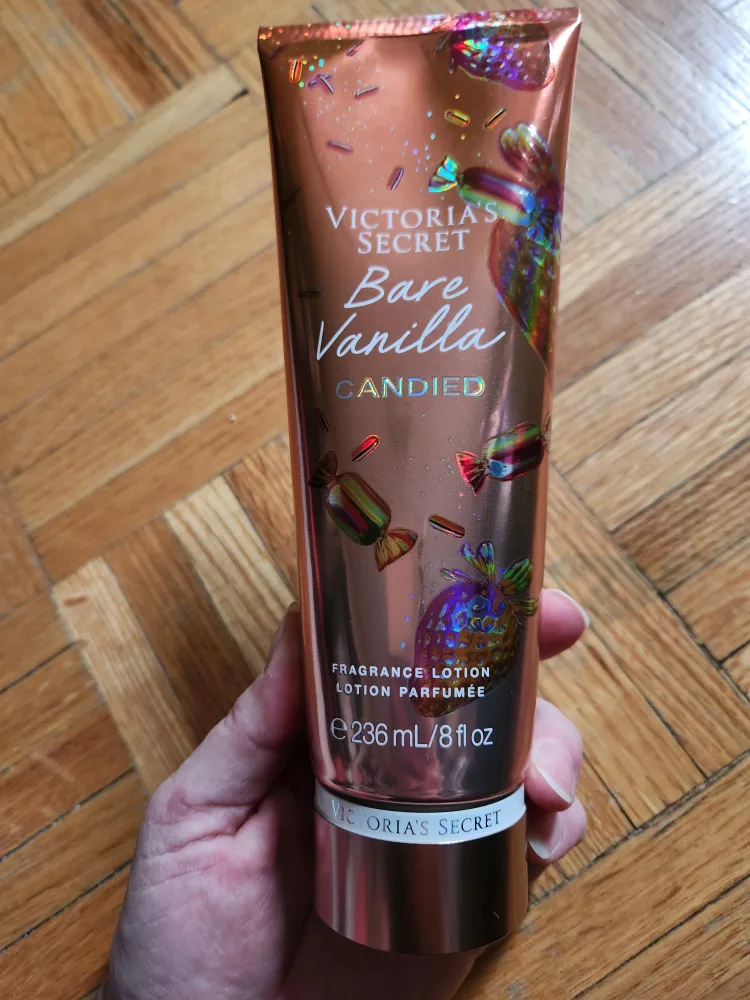 VICTORIA'S
SECRET
Bare
Vanilla
CANDIED
FRAGRANCE LOTION
LOTION PARFUMÉE
℮ 236 mL/8 fl oz
VICTORIA'S SECRET